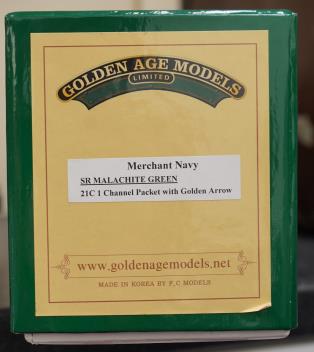 GOLDEN AGE MODELS
LIMITED
Merchant Navy
SR MALACHITE GREEN
21C 1 Channel Packet with Golden Arrow
www.goldenagemodels.net
MADE IN KOREA BY F,C MODELS